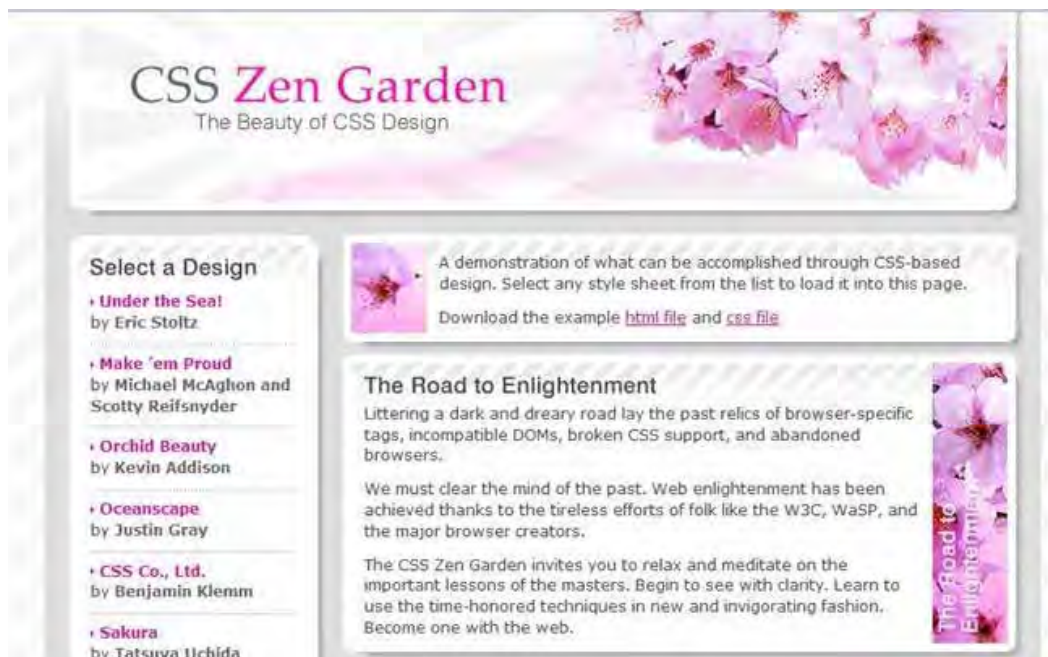 CSS Zen Garden
The Beauty of CSS Design
Select a Design
Under the Sea!
by Eric Stoltz
Make 'em Proud
by Michael McAghon and
Scotty Reifsnyder
Orchid Beauty
by Kevin Addison
Oceanscape
by Justin Gray
CSS Co., Ltd.
by Benjamin Klemm
Sakura
by Tatsuya Uchida
A demonstration of what can be accomplished through CSS-based
design. Select any style sheet from the list to load it into this page.
Download the example html file and css file
The Road to Enlightenment
Littering a dark and dreary road lay the past relics of browser-specific
tags, incompatible DOMs, broken CSS support, and abandoned
browsers.
We must clear the mind of the past. Web enlightenment has been
achieved thanks to the tireless efforts of folk like the W3C, WaSP, and
the major browser creators.
The CSS Zen Garden invites you to relax and meditate on the
important lessons of the masters. Begin to see with clarity. Learn to
use the time-honored techniques in new and invigorating fashion.
Become one with the web.
The Road to
Enlightenment